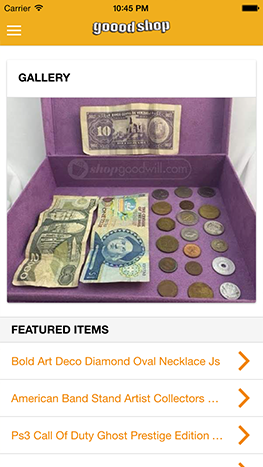 Carrier 10:45 PM
goood shop
GALLERY
10
shopgoodwill.com
FEATURED ITEMS
Bold Art Deco Diamond Oval Necklace Js
American Band Stand Artist Collectors ...
Ps3 Call Of Duty Ghost Prestige Edition ...